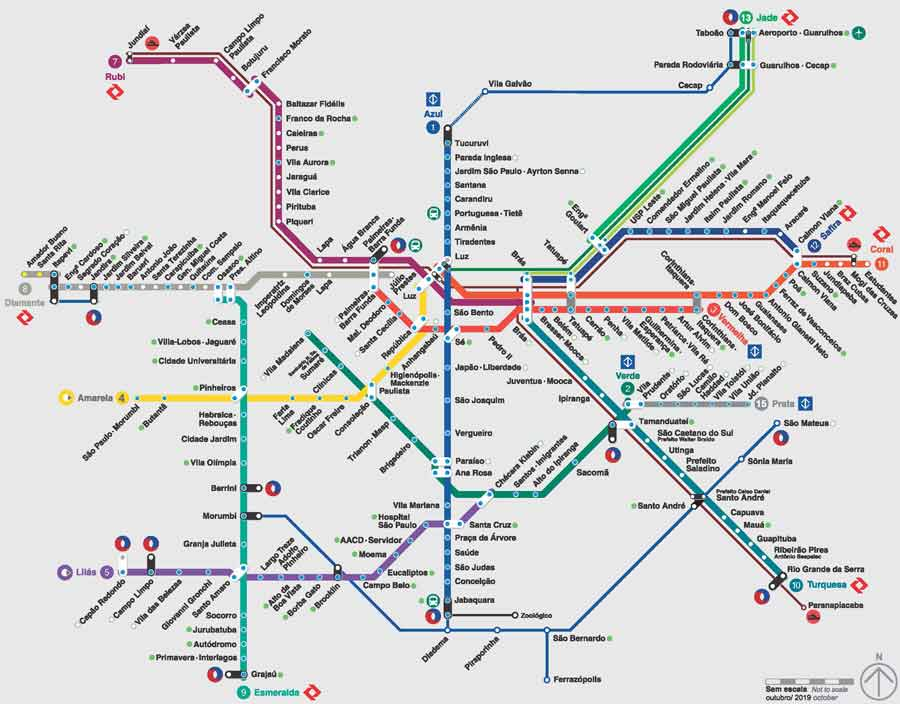 Jundiaí
Várzea
Paulista
Campo Limpo
Paulista
Botujuru
Francisco Morato
7
Rubi
Baltazar Fidélis
Franco da Rocha
Caieiras
Perus
Vila Aurora
Jaraguá
Vila Clarice
Pirituba
Piqueri
Lapa
Água Branca
Palmeiras-
Barra Funda
Júlio
Prestes
Luz
13
Jade
Taboão
Aeroporto - Guarulhos
Parada Rodoviária
Guarulhos - Cecap
Cecap
Vila Galvão
Azul
1
Tucuruvi
Parada Inglesa
Jardim São Paulo - Ayrton Senna
Santana
Carandiru
Portuguesa - Tietê
Armênia
Tiradentes
Luz
São Bento
Sé
Japão - Liberdade
São Joaquim
Vergueiro
Paraíso
Ana Rosa
Vila Mariana
Santa Cruz
Praça da Árvore
Saúde
São Judas
Conceição
Jabaquara
Zoológico
Diadema
Piraporinha
São Bernardo
Ferrazópolis
Engº
Goulart
USP Leste
Comendador Ermelino
São Miguel Paulista
Jardim Helena - Vila Mara
Itaim Paulista
Jardim Romano
Engº Manoel Feio
Itaquaquecetuba
Aracaré
Calmon Viana
12
Safira
Coral
11
Estudantes
Mogi das Cruzes
Braz Cubas
Jundiapeba
Suzano
Calmon Viana
Poá
Ferraz de Vasconcelos
Antonio Gianetti Neto
Guaianases
José Bonifácio
Dom Bosco
Corinthians-
Itaquera
3
Vermelha
Corinthians-
Itaquera
Artur Alvim
Patriarca - Vila Ré
Guilhermina-
Esperança
Vila Matilde
Penha
Carrão
Tatuapé
Belém
Bresser - Mooca
Brás
Brás
Tatuapé
Pedro II
Anhangabaú
República
Santa Cecília
Mal. Deodoro
Palmeiras-
Barra Funda
Amador Bueno
Santa Rita
Itapevi
Engº Cardoso
Sagrado Coração
Jandira
Jardim Silveira
Jardim Belval
Barueri
Antonio João
Santa Terezinha
Carapicuíba
Gen. Miguel Costa
Quitaúna
Com. Sampaio
Osasco
Pres. Altino
Imperatriz
Leopoldina
Domingos
de Moraes
Lapa
8
Diamante
Ceasa
Villa-Lobos - Jaguaré
Cidade Universitária
Pinheiros
Hebraica-
Rebouças
Cidade Jardim
Vila Olímpia
Berrini
Morumbi
Granja Julieta
Santo Amaro
Socorro
Jurubatuba
Autódromo
Primavera - Interlagos
Grajaú
9
Esmeralda
Amarela
4
São Paulo - Morumbi
Butantã
Faria
Lima
Fradique
Coutinho
Oscar Freire
Higienópolis-
Mackenzie
Paulista
Vila Madalena
Sumaré
Clínicas
Consolação
Trianon - Masp
Brigadeiro
Chácara Klabin
Santos - Imigrantes
Alto do Ipiranga
Sacomã
Tamanduateí
Verde
2
Vila
Prudente
Oratório
São Lucas
Camilo
Haddad
Vila Tolstói
Vila União
Jd. Planalto
15
Prata
Juventus - Mooca
Ipiranga
São Caetano do Sul
Prefeito Walter Braido
Utinga
Prefeito
Saladino
Prefeito Celso Daniel
Santo André
Santo André
Capuava
Mauá
Guapituba
Ribeirão Pires
Antônio Bespalec
Rio Grande da Serra
10
Turquesa
Paranapiacaba
São Mateus
Sônia Maria
Lilás
5
Capão Redondo
Campo Limpo
Vila das Belezas
Giovanni Gronchi
Largo Treze
Adolfo
Pinheiro
Alto da
Boa Vista
Borba Gato
Brooklin
Campo Belo
Eucaliptos
Moema
AACD - Servidor
Hospital
São Paulo
N
Sem escala Not to scale
outubro/ 2019 october